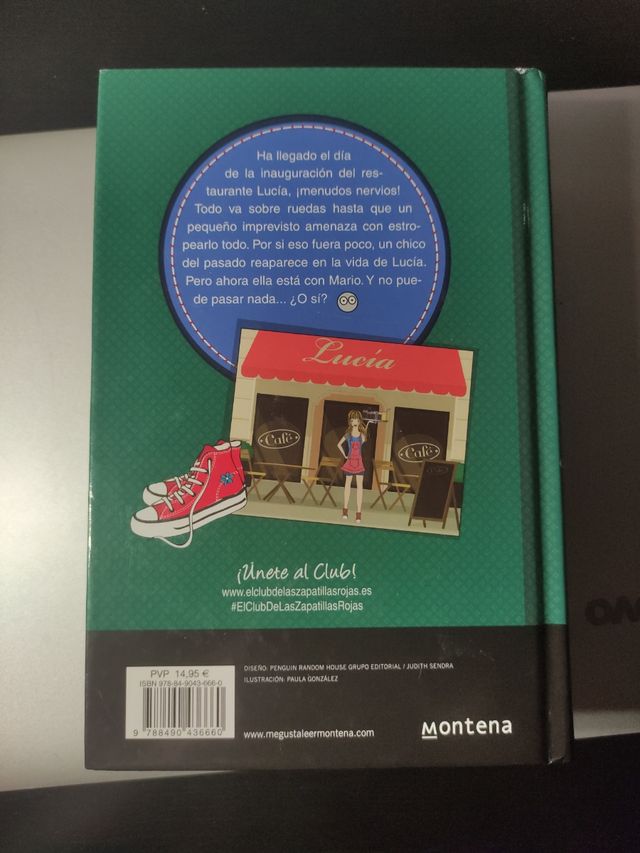 Ha llegado el día
de la inauguración del res-
taurante Lucía, ¡menudos nervios!
Todo va sobre ruedas hasta que un
pequeño imprevisto amenaza con estro-
pearlo todo. Por si eso fuera poco, un chico
del pasado reaparece en la vida de Lucía.
Pero ahora ella está con Mario. Y no pue-
de pasar nada... ¿O sí?
Lucía
Café
Café
Café
¡Únete al Club!
www.elclubdelaszapatillasrojas.es
#ElClubDeLasZapatillasRojas
PVP 14,95 €
ISBN 978-84-9043-666-0
9 788490 436660
DISEÑO: PENGUIN RANDOM HOUSE GRUPO EDITORIAL / JUDITH SENDRA
ILUSTRACIÓN: PAULA GONZÁLEZ
www.megustaleermontena.com
Montena